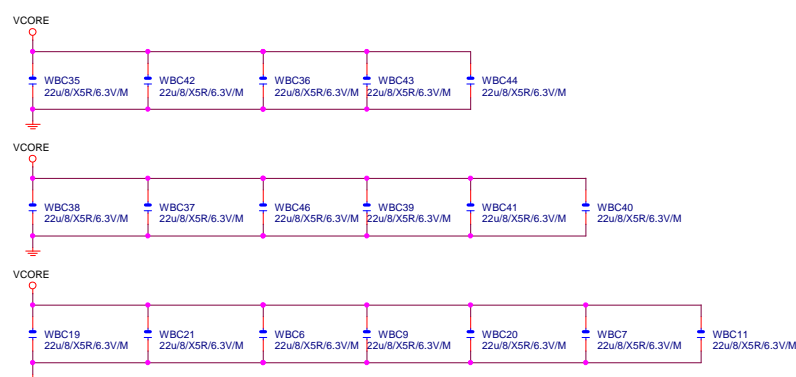 VCORE
WBC35 WBC42 WBC36 WBC43 WBC44
22u/8/X5R/6.3V/M 22u/8/X5R/6.3V/M 22u/8/X5R/6.3V/M 22u/8/X5R/6.3V/M 22u/8/X5R/6.3V/M
VCORE
WBC38 WBC37 WBC46 WBC39 WBC41 WBC40
22u/8/X5R/6.3V/M 22u/8/X5R/6.3V/M 22u/8/X5R/6.3V/M 22u/8/X5R/6.3V/M 22u/8/X5R/6.3V/M 22u/8/X5R/6.3V/M
VCORE
WBC19 WBC21 WBC6 WBC9 WBC20 WBC7 WBC11
22u/8/X5R/6.3V/M 22u/8/X5R/6.3V/M 22u/8/X5R/6.3V/M 22u/8/X5R/6.3V/M 22u/8/X5R/6.3V/M 22u/8/X5R/6.3V/M 22u/8/X5R/6.3V/M